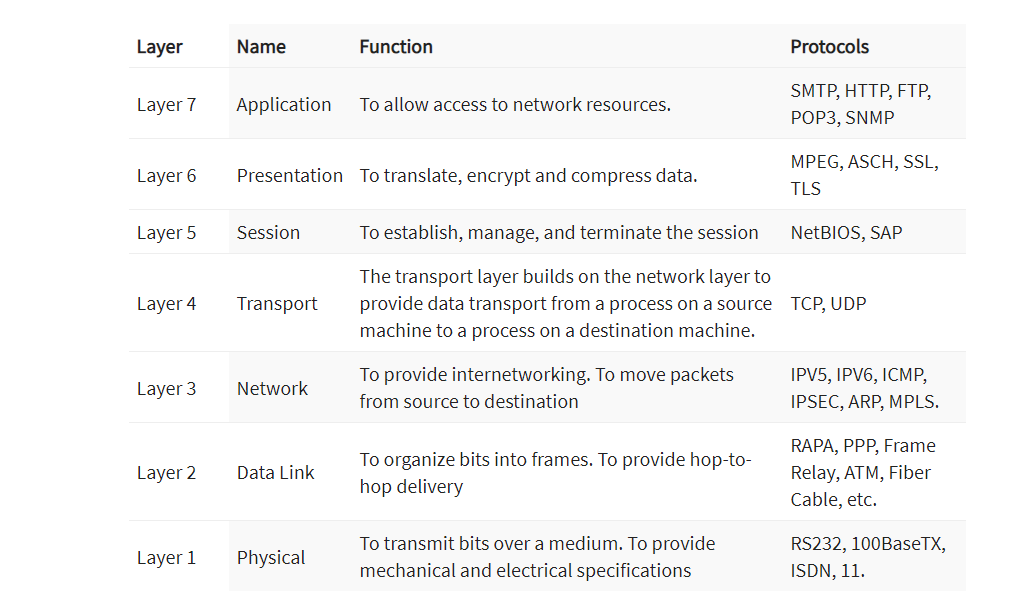 Layer Name Function Protocols
Layer 7 Application To allow access to network resources. SMTP, HTTP, FTP,
POP3, SNMP
Layer 6 Presentation To translate, encrypt and compress data. MPEG, ASCH, SSL,
TLS
Layer 5 Session To establish, manage, and terminate the session NetBIOS, SAP
Layer 4 Transport The transport layer builds on the network layer to
provide data transport from a process on a source
machine to a process on a destination machine. TCP, UDP
Layer 3 Network To provide internetworking. To move packets
from source to destination IPV5, IPV6, ICMP,
IPSEC, ARP, MPLS.
Layer 2 Data Link To organize bits into frames. To provide hop-to-
hop delivery RAPA, PPP, Frame
Relay, ATM, Fiber
Cable, etc.
Layer 1 Physical To transmit bits over a medium. To provide
mechanical and electrical specifications RS232, 100BaseTX,
ISDN, 11.